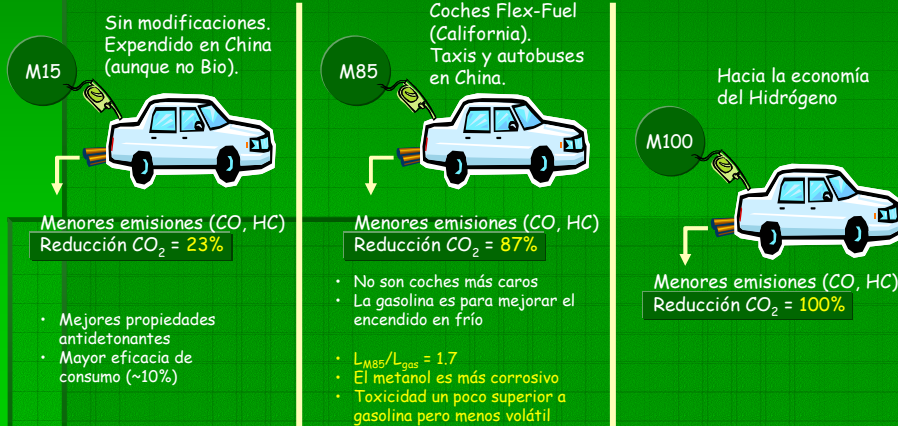 Sin modificaciones.
Expendido en China
(aunque no Bio).
M15
Menores emisiones (CO, HC)
Reducción CO₂ = 23%
• Mejores propiedades
antidetonantes
• Mayor eficacia de
consumo (~10%)
Coches Flex-Fuel
(California).
Taxis y autobuses
en China.
M85
Menores emisiones (CO, HC)
Reducción CO₂ = 87%
• No son coches más caros
• La gasolina es para mejorar el
encendido en frío
• L_M85/L_gas = 1.7
• El metanol es más corrosivo
• Toxicidad un poco superior a
gasolina pero menos volátil
Hacia la economía
del Hidrógeno
M100
Menores emisiones (CO, HC)
Reducción CO₂ = 100%